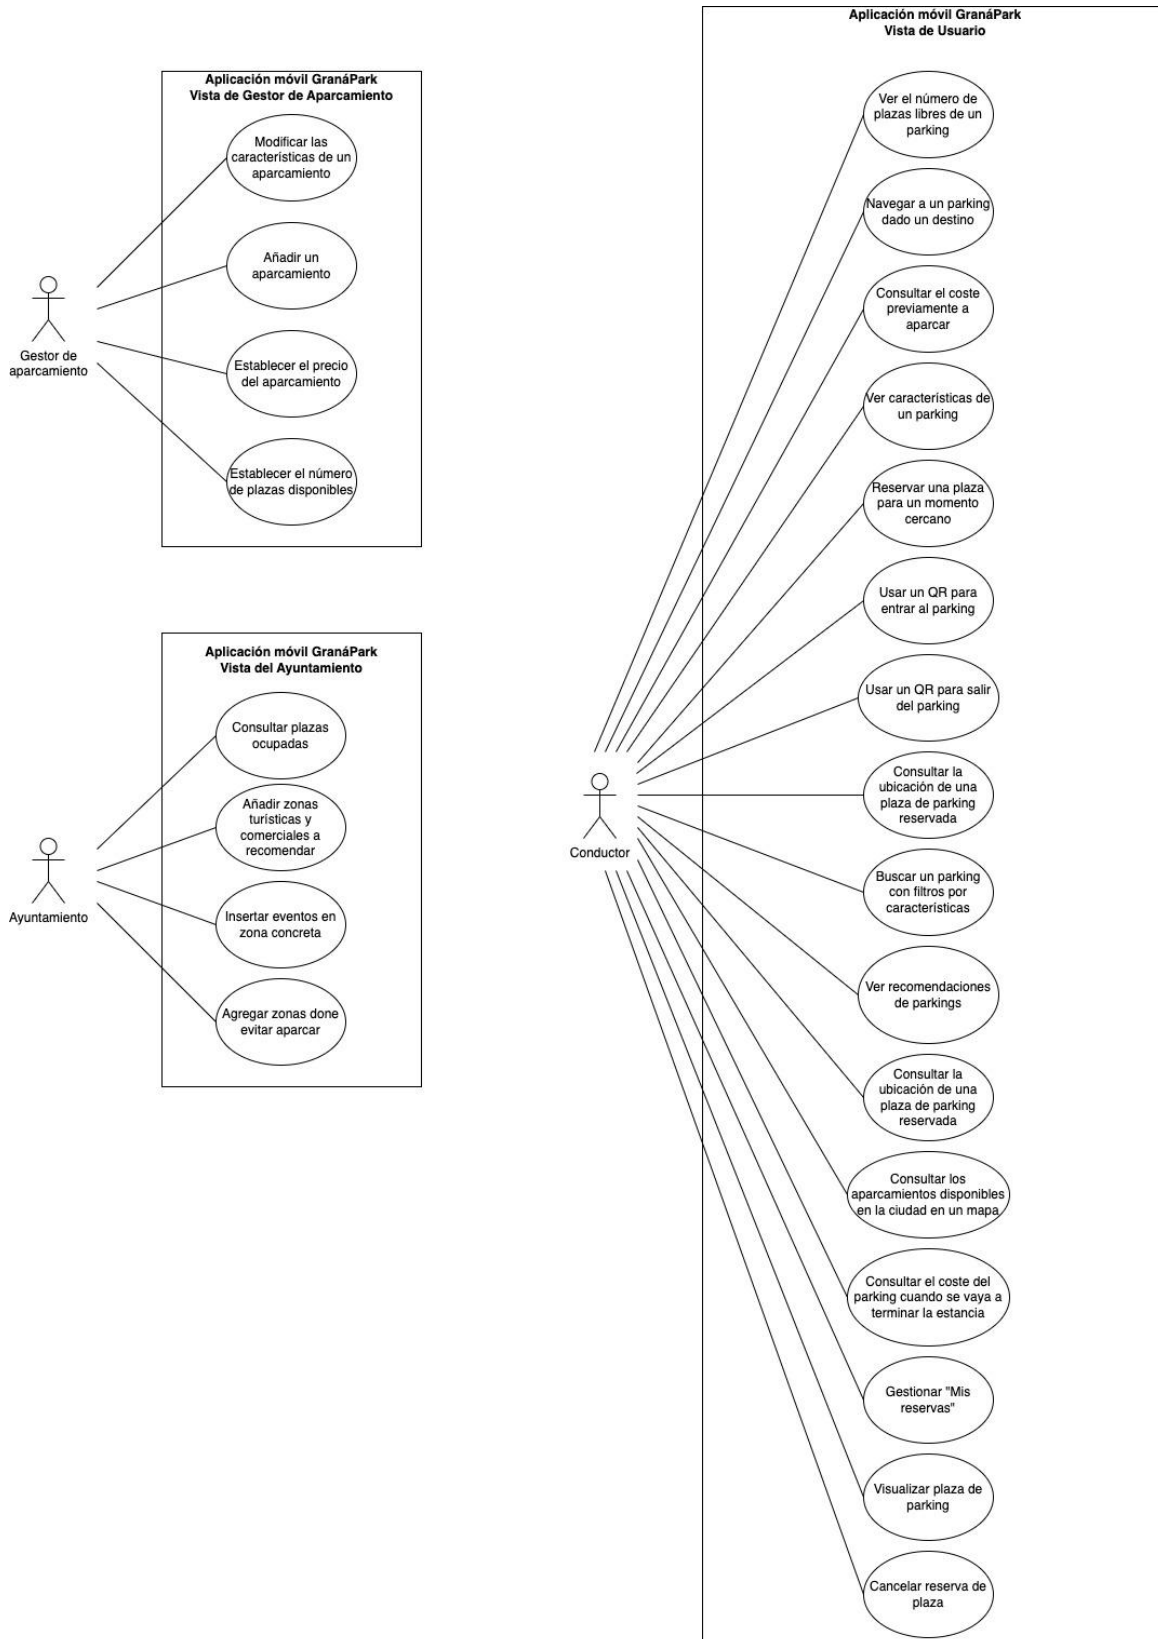 Aplicación móvil GranáPark
Vista de Gestor de Aparcamiento
Modificar las
características de un
aparcamiento
Añadir un
aparcamiento
Establecer el precio
del aparcamiento
Establecer el número
de plazas disponibles
Gestor de
aparcamiento
Aplicación móvil GranáPark
Vista del Ayuntamiento
Consultar plazas
ocupadas
Añadir zonas
turísticas y
comerciales a
recomendar
Insertar eventos en
zona concreta
Agregar zonas done
evitar aparcar
Ayuntamiento
Aplicación móvil GranáPark
Vista de Usuario
Ver el número de
plazas libres de un
parking
Navegar a un parking
dado un destino
Consultar el coste
previamente a
aparcar
Ver características de
un parking
Reservar una plaza
para un momento
cercano
Usar un QR para
entrar al parking
Usar un QR para salir
del parking
Consultar la
ubicación de una
plaza de parking
reservada
Conductor
Buscar un parking
con filtros por
características
Ver recomendaciones
de parkings
Consultar la
ubicación de una
plaza de parking
reservada
Consultar los
aparcamientos disponibles
en la ciudad en un mapa
Consultar el coste del
parking cuando se vaya a
terminar la estancia
Gestionar "Mis
reservas"
Visualizar plaza de
parking
Cancelar reserva de
plaza